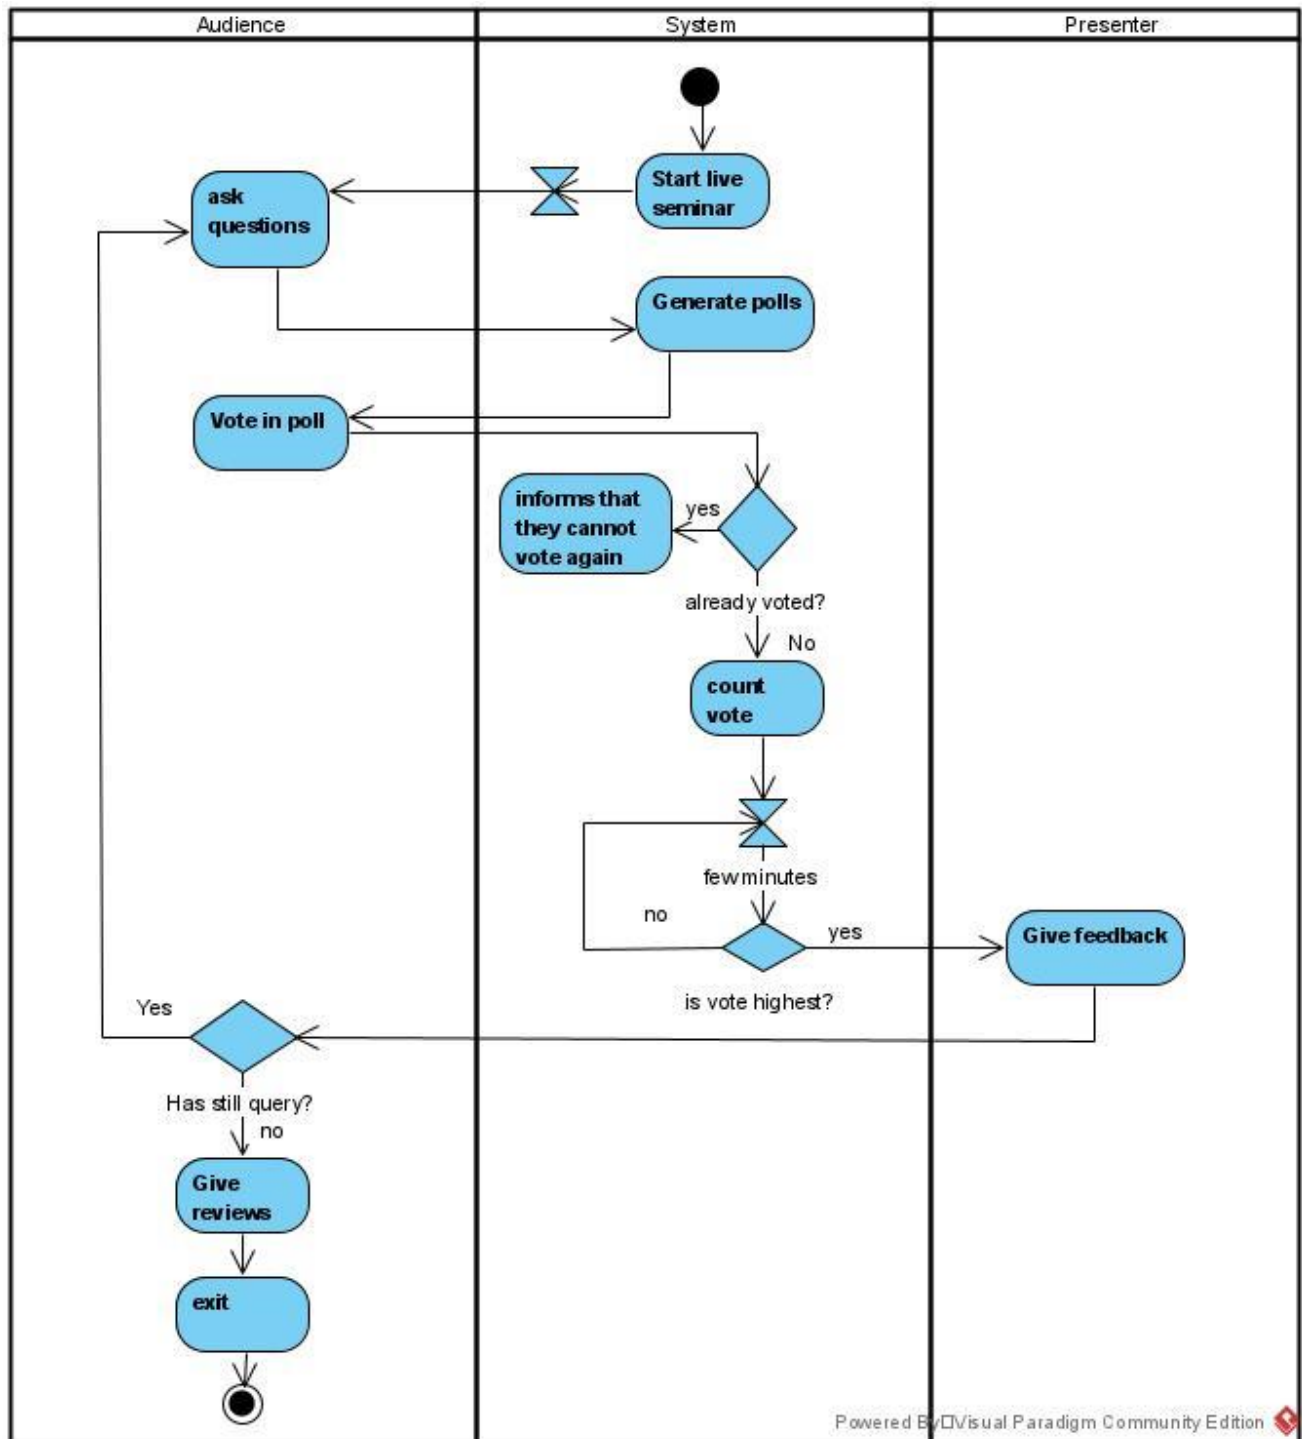 Audience
System
Presenter
Start live
seminar
ask
questions
Generate polls
Vote in poll
informs that
they cannot
vote again
yes
already voted?
No
count
vote
few minutes
no
yes
Give feedback
is vote highest?
Yes
Has still query?
no
Give
reviews
exit
Powered By□Visual Paradigm Community Edition